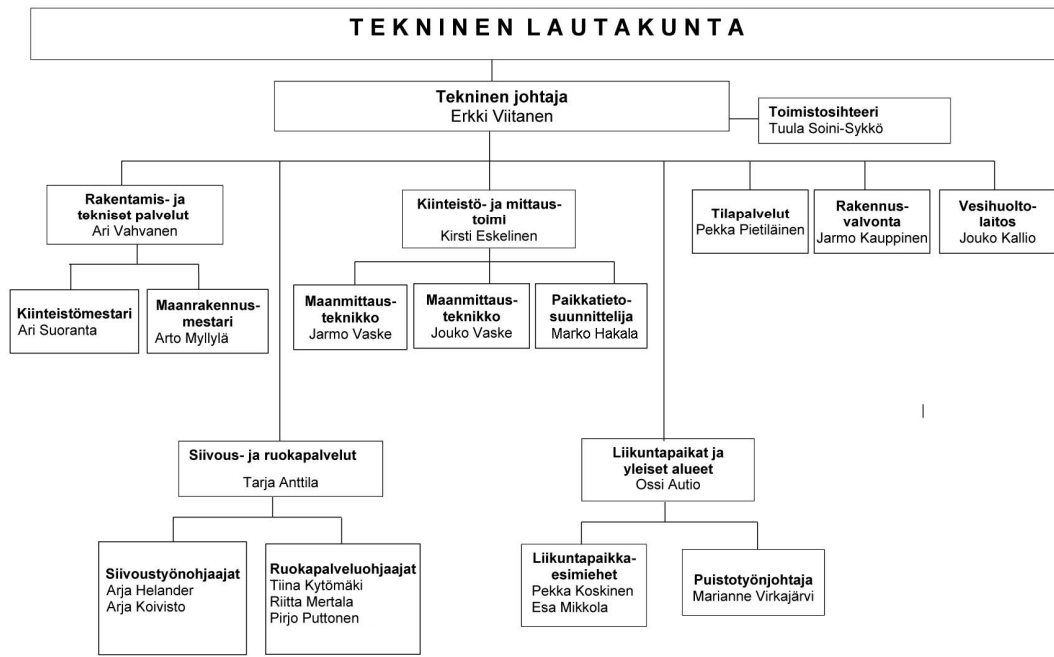 TEKNINEN LAUTAKUNTA
Tekninen johtaja
Erkki Viitanen
Toimistosihteeri
Tuula Soini-Sykkö
Rakentamis- ja
tekniset palvelut
Ari Vahvanen
Kiinteistö- ja mittaus-
toimi
Kirsti Eskelinen
Tilapalvelut
Pekka Pietiläinen
Rakennus-
valvonta
Jarmo Kauppinen
Vesihuolto-
laitos
Jouko Kallio
Kiinteistömestari
Ari Suoranta
Maanrakennus-
mestari
Arto Myllylä
Maanmittaus-
teknikko
Jarmo Vaske
Maanmittaus-
teknikko
Jouko Vaske
Paikkatieto-
suunnittelija
Marko Hakala
Siivous- ja ruokapalvelut
Tarja Anttila
Liikuntapaikat ja
yleiset alueet
Ossi Autio
Siivoustyönohjaajat
Arja Helander
Arja Koivisto
Ruokapalveluohjaajat
Tiina Kytömäki
Riitta Mertala
Pirjo Puttonen
Liikuntapaikka-
esimiehet
Pekka Koskinen
Esa Mikkola
Puistotyönjohtaja
Marianne Virkajärvi